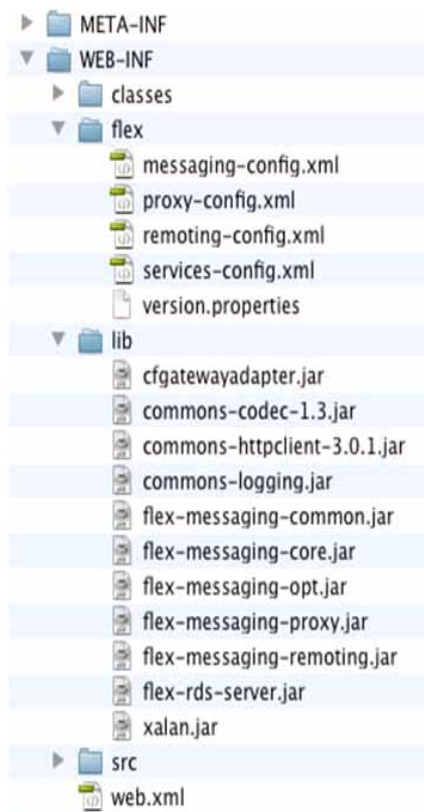 META-INF
WEB-INF
classes
flex
messaging-config.xml
proxy-config.xml
remoting-config.xml
services-config.xml
version.properties
lib
cfgatewayadapter.jar
commons-codec-1.3.jar
commons-httpclient-3.0.1.jar
commons-logging.jar
flex-messaging-common.jar
flex-messaging-core.jar
flex-messaging-opt.jar
flex-messaging-proxy.jar
flex-messaging-remoting.jar
flex-rds-server.jar
xalan.jar
src
web.xml